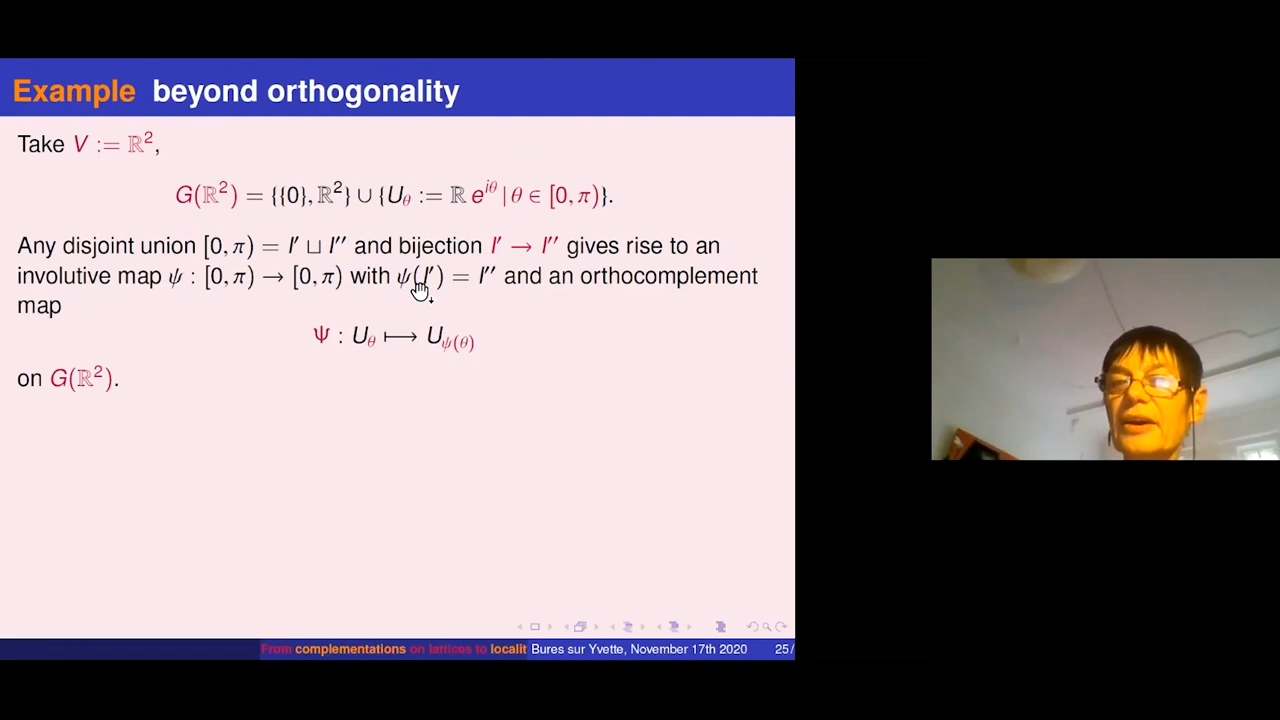 Example beyond orthogonality
Take V := ℝ²,
G(ℝ²) = {{0}, ℝ²} ∪ {U_θ := ℝ e^{iθ} | θ ∈ [0, π)}.
Any disjoint union [0, π) = I′ ⊔ I″ and bijection I′ → I″ gives rise to an
involutive map ψ : [0, π) → [0, π) with ψ(I′) = I″ and an orthocomplement
map
Ψ : U_θ ⟼ U_{ψ(θ)}
on G(ℝ²).
From complementations on lattices to localit Bures sur Yvette, November 17th 2020 25/